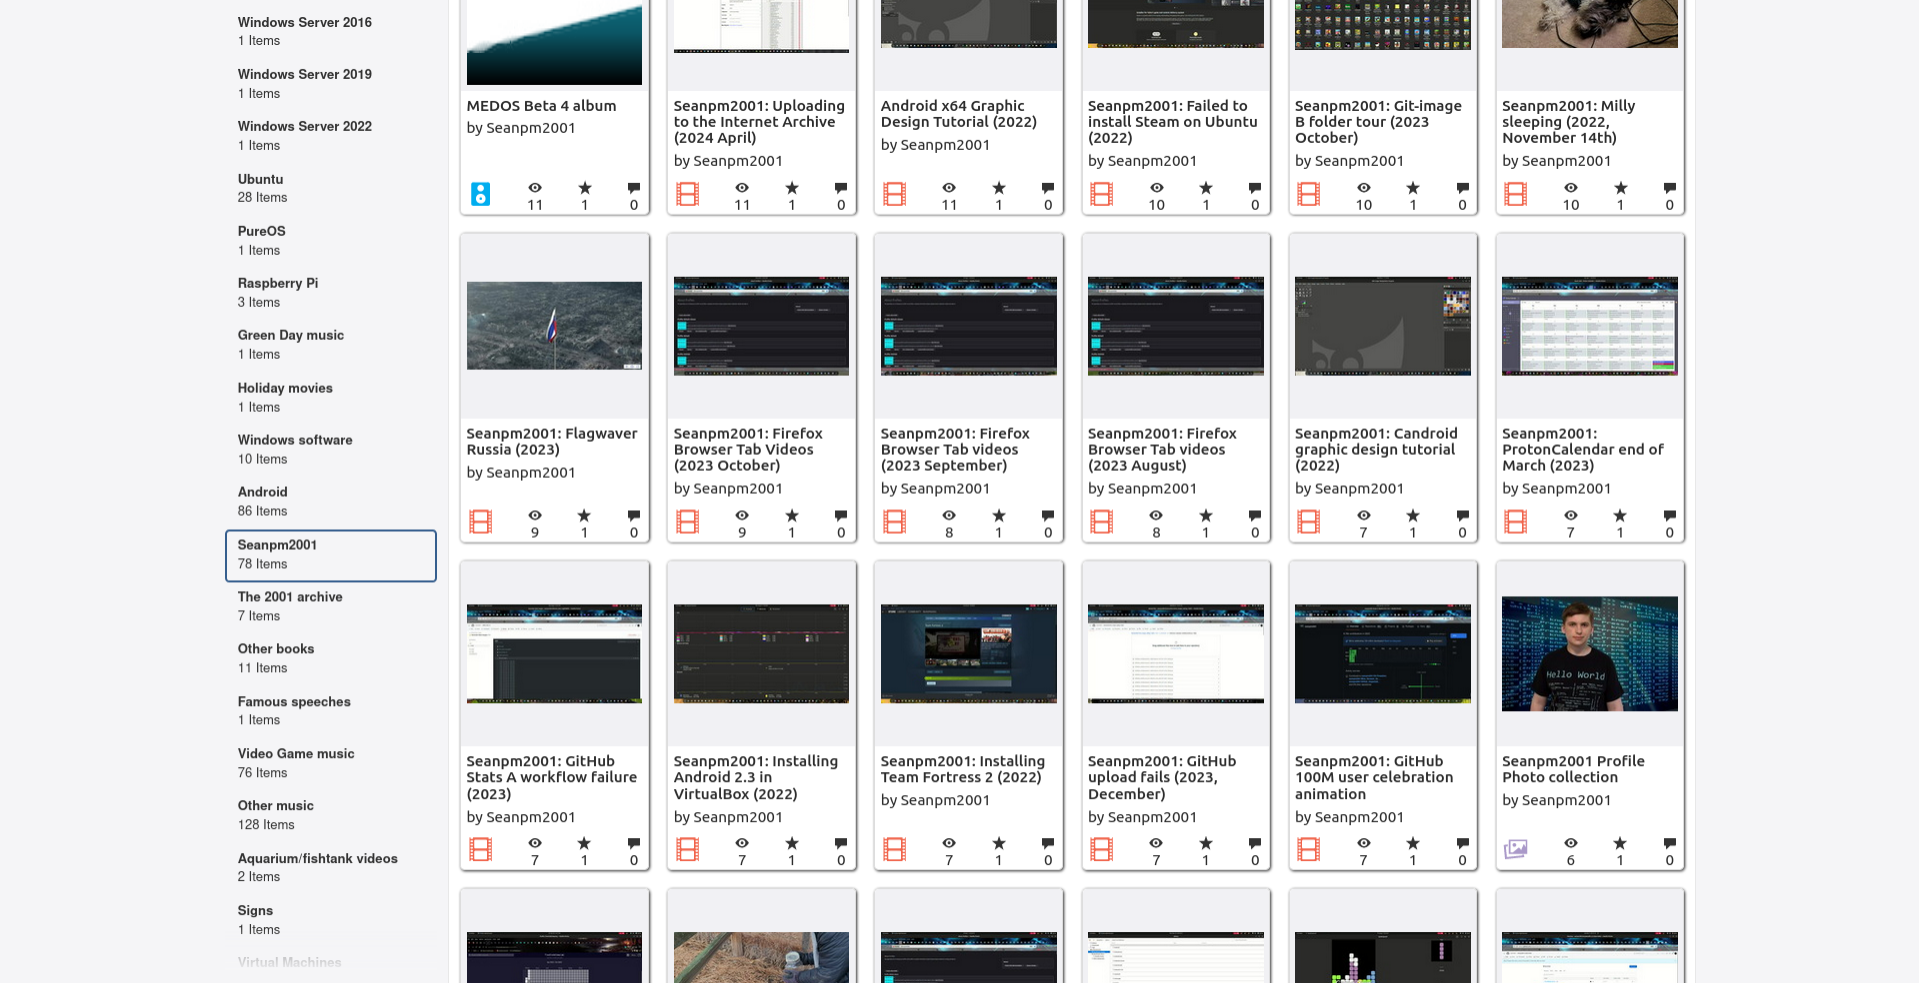 Windows Server 2016
1 Items
Windows Server 2019
1 Items
Windows Server 2022
1 Items
Ubuntu
28 Items
PureOS
1 Items
Raspberry Pi
3 Items
Green Day music
1 Items
Holiday movies
1 Items
Windows software
10 Items
Android
86 Items
Seanpm2001
78 Items
The 2001 archive
7 Items
Other books
11 Items
Famous speeches
1 Items
Video Game music
76 Items
Other music
128 Items
Aquarium/fishtank videos
2 Items
Signs
1 Items
Virtual Machines
MEDOS Beta 4 album
by Seanpm2001
11 1 0
Seanpm2001: Uploading
to the Internet Archive
(2024 April)
by Seanpm2001
11 1 0
Android x64 Graphic
Design Tutorial (2022)
by Seanpm2001
11 1 0
Seanpm2001: Failed to
install Steam on Ubuntu
(2022)
by Seanpm2001
10 1 0
Seanpm2001: Git-image
B folder tour (2023
October)
by Seanpm2001
10 1 0
Seanpm2001: Milly
sleeping (2022,
November 14th)
by Seanpm2001
10 1 0
Seanpm2001: Flagwaver
Russia (2023)
by Seanpm2001
9 1 0
Seanpm2001: Firefox
Browser Tab Videos
(2023 October)
by Seanpm2001
9 1 0
Seanpm2001: Firefox
Browser Tab videos
(2023 September)
by Seanpm2001
8 1 0
Seanpm2001: Firefox
Browser Tab videos
(2023 August)
by Seanpm2001
8 1 0
Seanpm2001: Candroid
graphic design tutorial
(2022)
by Seanpm2001
7 1 0
Seanpm2001:
ProtonCalendar end of
March (2023)
by Seanpm2001
7 1 0
Seanpm2001: GitHub
Stats A workflow failure
(2023)
by Seanpm2001
7 1 0
Seanpm2001: Installing
Android 2.3 in
VirtualBox (2022)
by Seanpm2001
7 1 0
Seanpm2001: Installing
Team Fortress 2 (2022)
by Seanpm2001
7 1 0
Seanpm2001: GitHub
upload fails (2023,
December)
by Seanpm2001
7 1 0
Seanpm2001: GitHub
100M user celebration
animation
by Seanpm2001
7 1 0
Hello World
Seanpm2001 Profile
Photo collection
by Seanpm2001
6 1 0